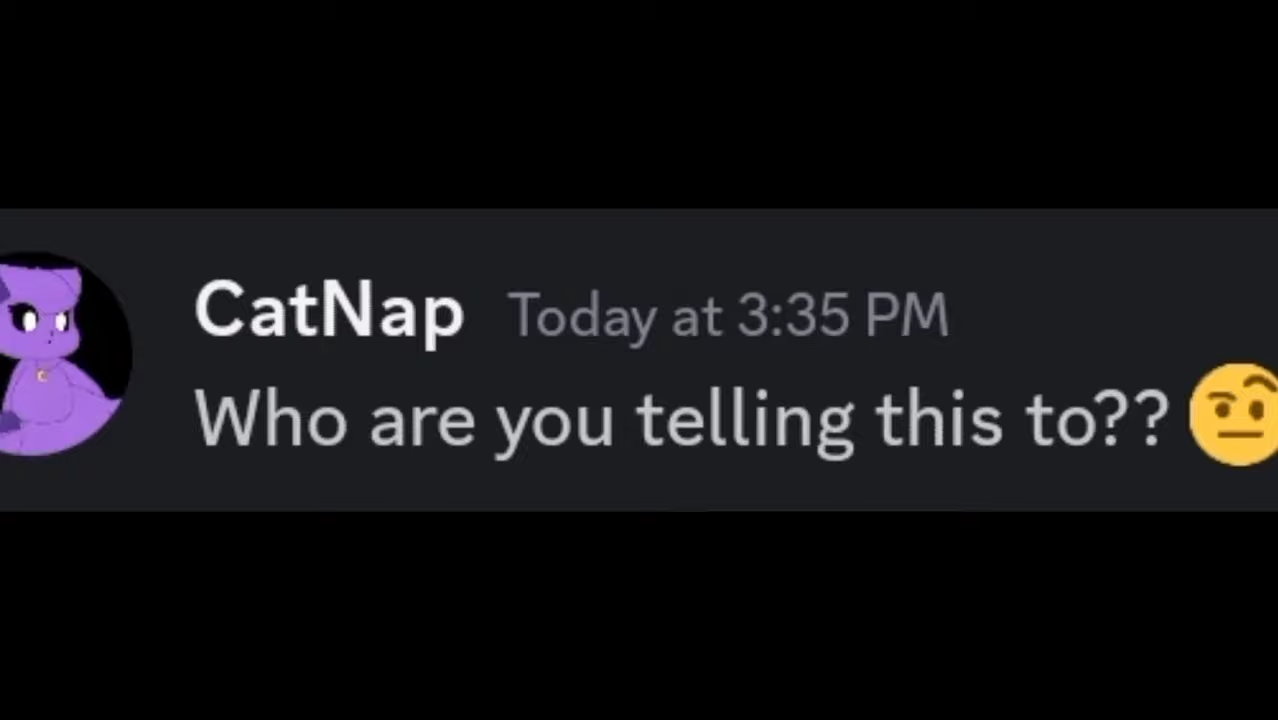 CatNap Today at 3:35 PM
Who are you telling this to?? 🤨